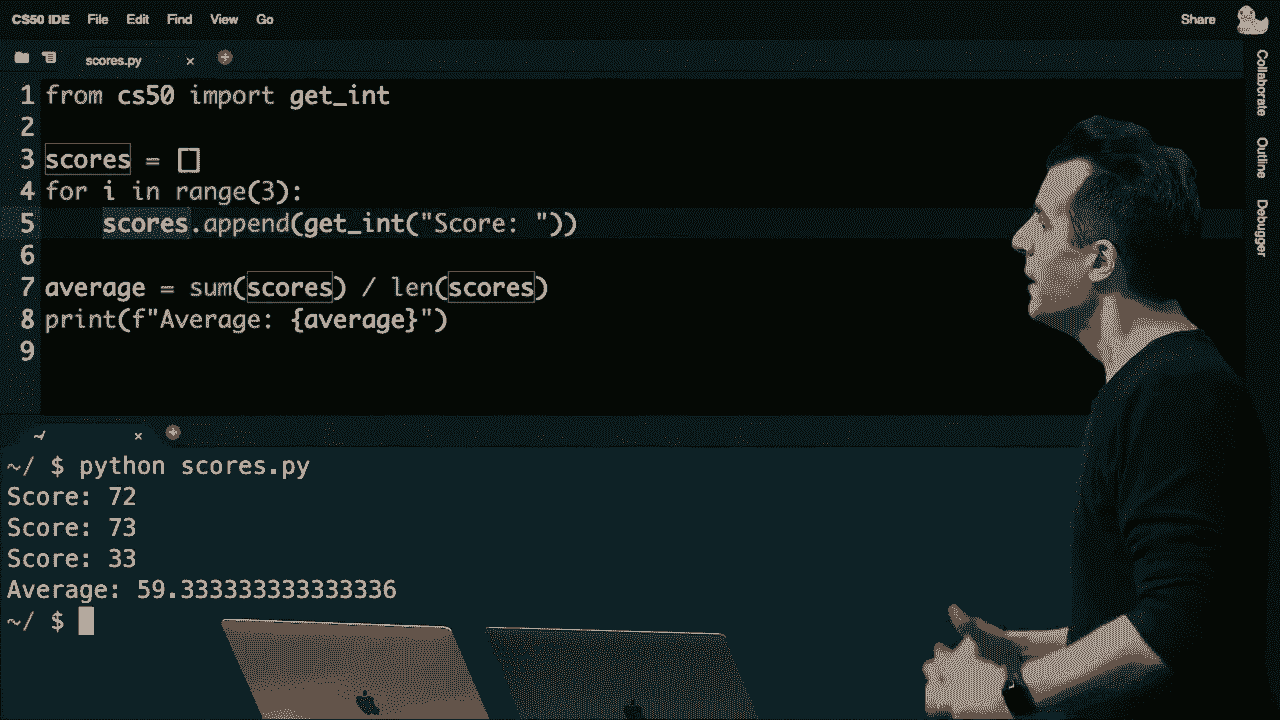 CS50 IDE File Edit Find View Go Share
scores.py
1 from cs50 import get_int
2
3 scores = []
4 for i in range(3):
5     scores.append(get_int("Score: "))
6
7 average = sum(scores) / len(scores)
8 print(f"Average: {average}")
9
Collaborate
Outline
Debugger
~/ $ python scores.py
Score: 72
Score: 73
Score: 33
Average: 59.333333333333336
~/ $